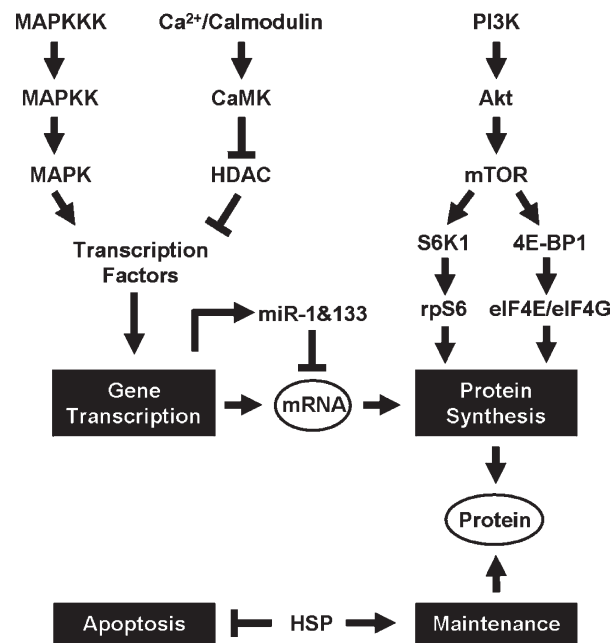 MAPKKK
Ca²⁺/Calmodulin
PI3K
MAPKK
CaMK
Akt
MAPK
HDAC
mTOR
Transcription
Factors
S6K1
4E-BP1
miR-1&133
rpS6
eIF4E/eIF4G
Gene
Transcription
mRNA
Protein
Synthesis
Protein
Apoptosis
HSP
Maintenance